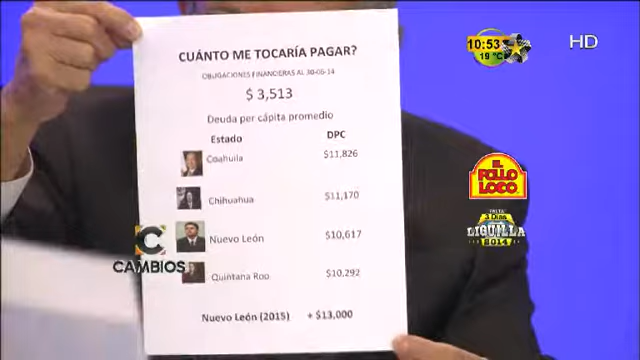 CUÁNTO ME TOCARÍA PAGAR?
OBLIGACIONES FINANCIERAS AL 30-06-14
$ 3,513
Deuda per cápita promedio
Estado DPC
Coahuila $11,826
Chihuahua $11,170
Nuevo León $10,617
Quintana Roo $10,292
Nuevo León (2015) + $13,000
10:53
19 °C
HD
EL
POLLO
LOCO
3 Días
LIGUILLA
2014
C
CAMBIOS